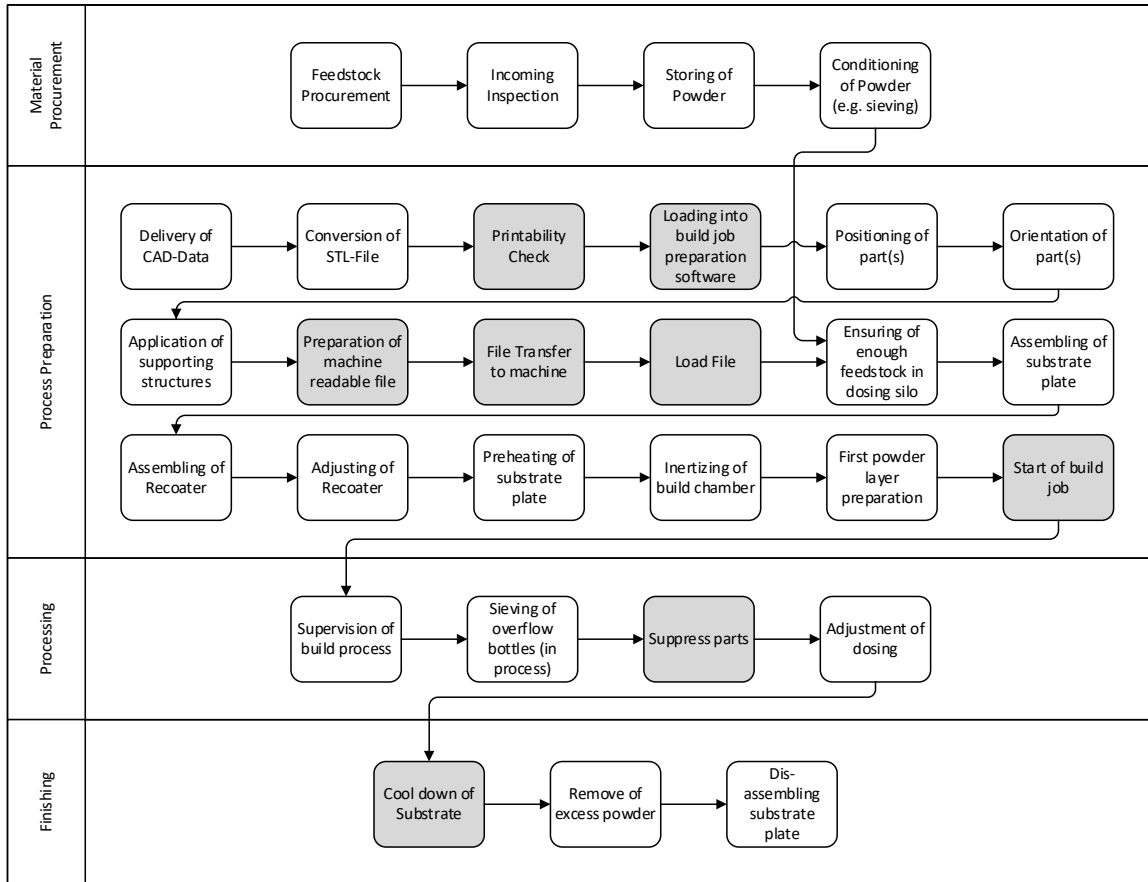 Material
Procurement
Feedstock
Procurement
Incoming
Inspection
Storing of
Powder
Conditioning
of Powder
(e.g. sieving)
Process Preparation
Delivery of
CAD-Data
Conversion of
STL-File
Printability
Check
Loading into
build job
preparation
software
Positioning of
part(s)
Orientation of
part(s)
Application of
supporting
structures
Preparation of
machine
readable file
File Transfer
to machine
Load File
Ensuring of
enough
feedstock in
dosing silo
Assembling of
substrate
plate
Assembling of
Recoater
Adjusting of
Recoater
Preheating of
substrate
plate
Inertizing of
build chamber
First powder
layer
preparation
Start of build
job
Processing
Supervision of
build process
Sieving of
overflow
bottles (in
process)
Suppress parts
Adjustment of
dosing
Finishing
Cool down of
Substrate
Remove of
excess powder
Dis-
assembling
substrate
plate